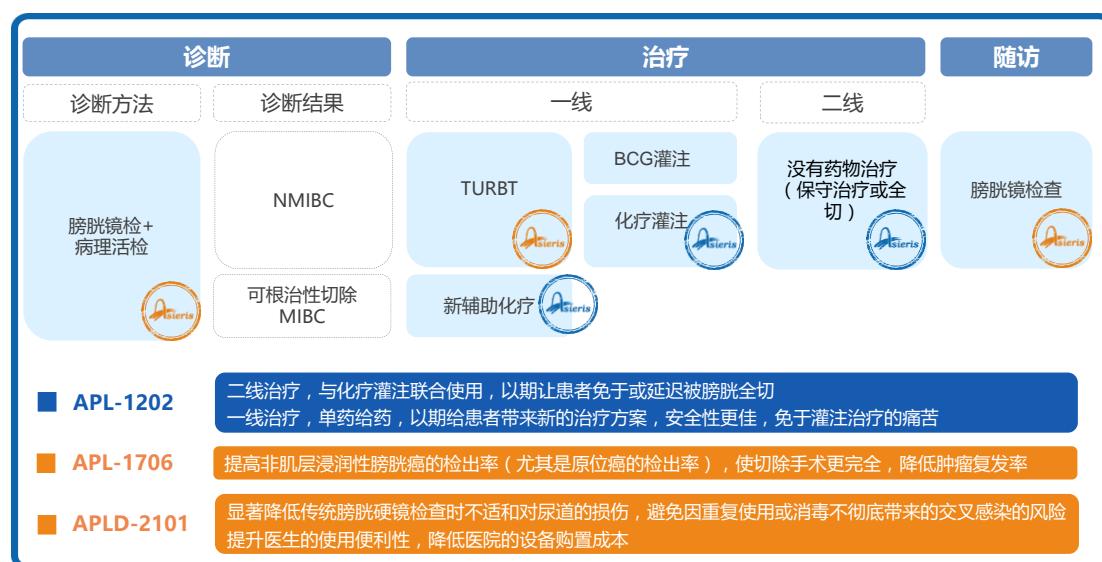 诊断
治疗
随访
诊断方法
诊断结果
一线
二线
膀胱镜检+
病理活检
Asieris
NMIBC
可根治性切除
MIBC
TURBT
Asieris
BCG灌注
化疗灌注
Asieris
新辅助化疗
Asieris
没有药物治疗
（保守治疗或全
切）
Asieris
膀胱镜检查
Asieris
APL-1202
二线治疗，与化疗灌注联合使用，以期让患者免于或延迟被膀胱全切
一线治疗，单药给药，以期给患者带来新的治疗方案，安全性更佳，免于灌注治疗的痛苦
APL-1706
提高非肌层浸润性膀胱癌的检出率（尤其是原位癌的检出率），使切除手术更完全，降低肿瘤复发率
APLD-2101
显著降低传统膀胱硬镜检查时不适和对尿道的损伤，避免因重复使用或消毒不彻底带来的交叉感染的风险
提升医生的使用便利性，降低医院的设备购置成本